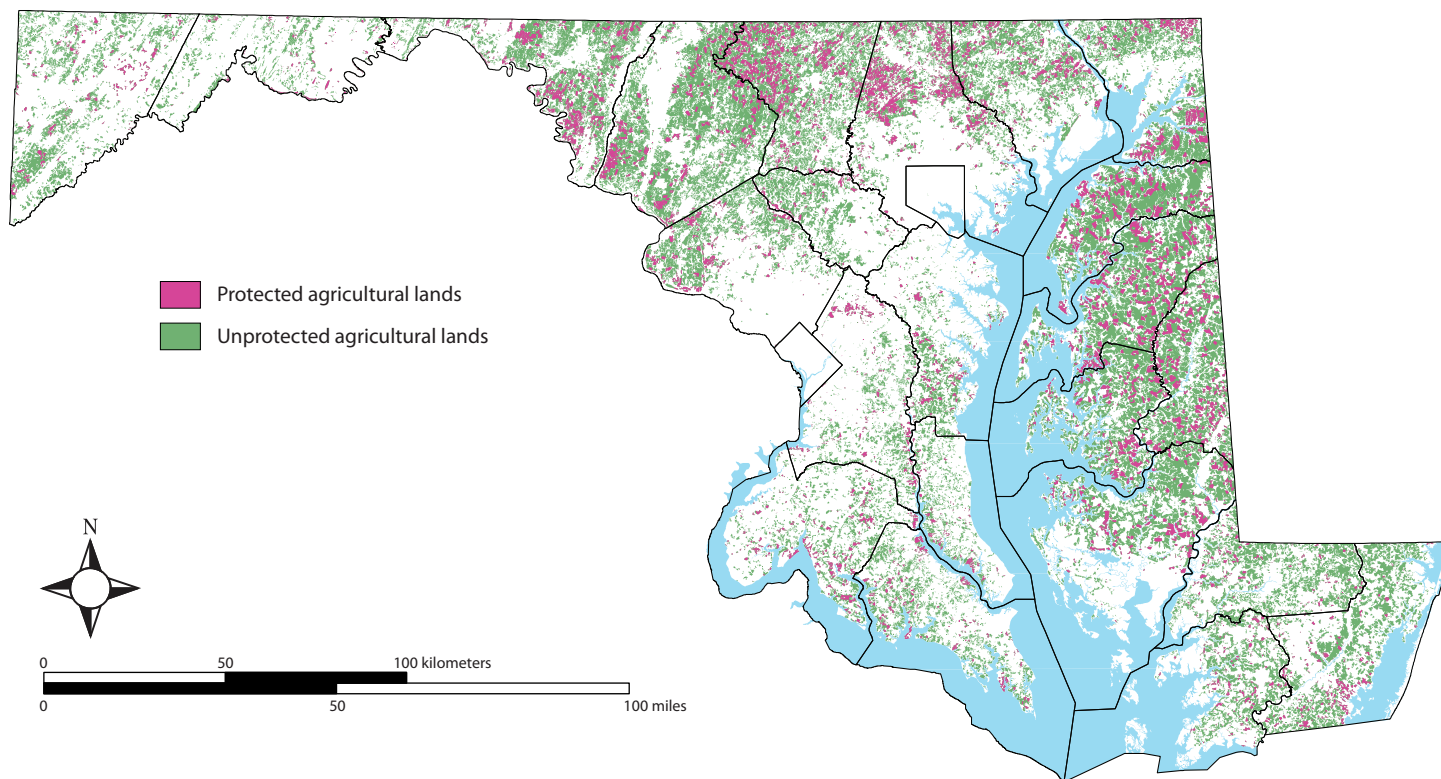 Protected agricultural lands
Unprotected agricultural lands
N
0 50 100 kilometers
0 50 100 miles